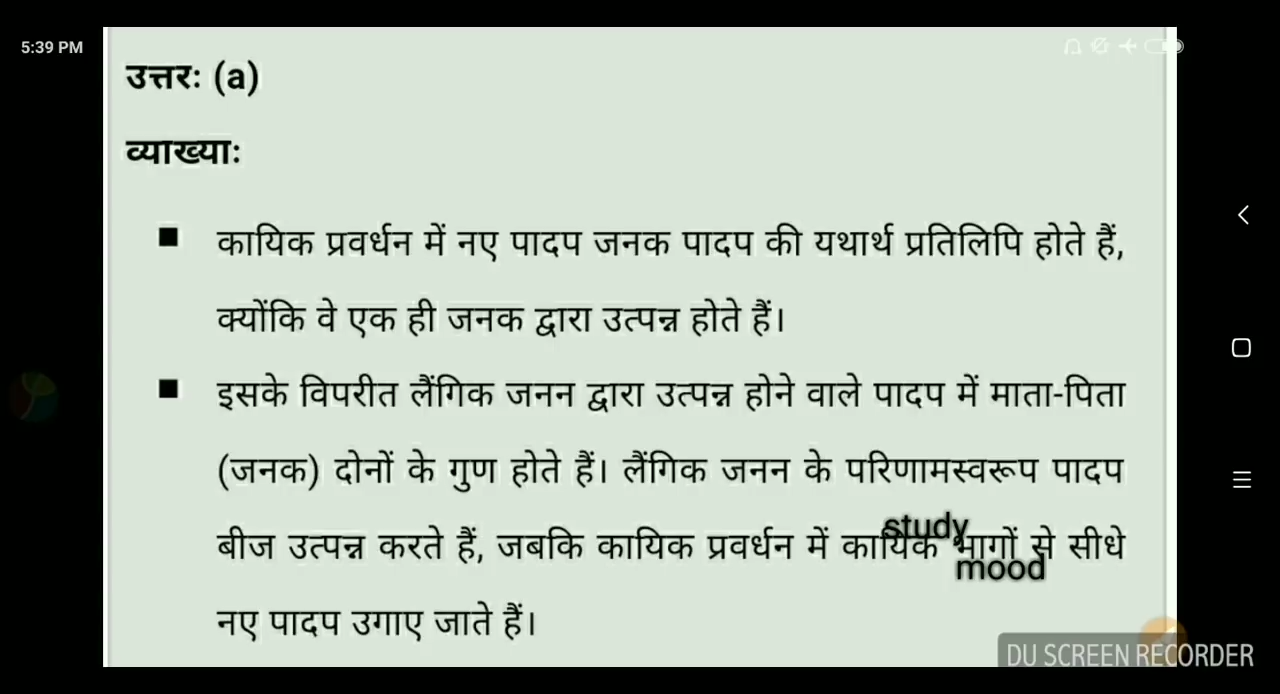 5:39 PM
उत्तरः (a)
व्याख्याः
■ कायिक प्रवर्धन में नए पादप जनक पादप की यथार्थ प्रतिलिपि होते हैं,
क्योंकि वे एक ही जनक द्वारा उत्पन्न होते हैं।
■ इसके विपरीत लैंगिक जनन द्वारा उत्पन्न होने वाले पादप में माता-पिता
(जनक) दोनों के गुण होते हैं। लैंगिक जनन के परिणामस्वरूप पादप
बीज उत्पन्न करते हैं, जबकि कायिक प्रवर्धन में कायिक भागों से सीधे
study
mood
नए पादप उगाए जाते हैं।
DU SCREEN RECORDER